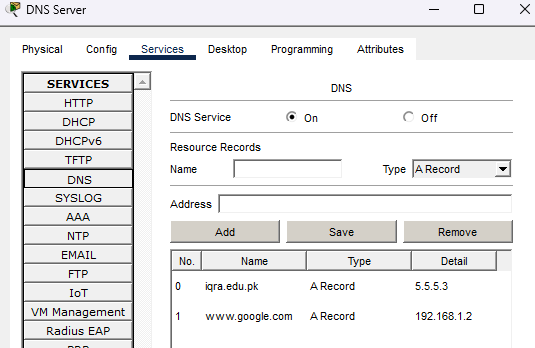 DNS Server
Physical Config Services Desktop Programming Attributes
SERVICES
HTTP
DHCP
DHCPv6
TFTP
DNS
SYSLOG
AAA
NTP
EMAIL
FTP
IoT
VM Management
Radius EAP
DNS
DNS Service On Off
Resource Records
Name Type A Record
Address
Add Save Remove
No. Name Type Detail
0 iqra.edu.pk A Record 5.5.5.3
1 www.google.com A Record 192.168.1.2